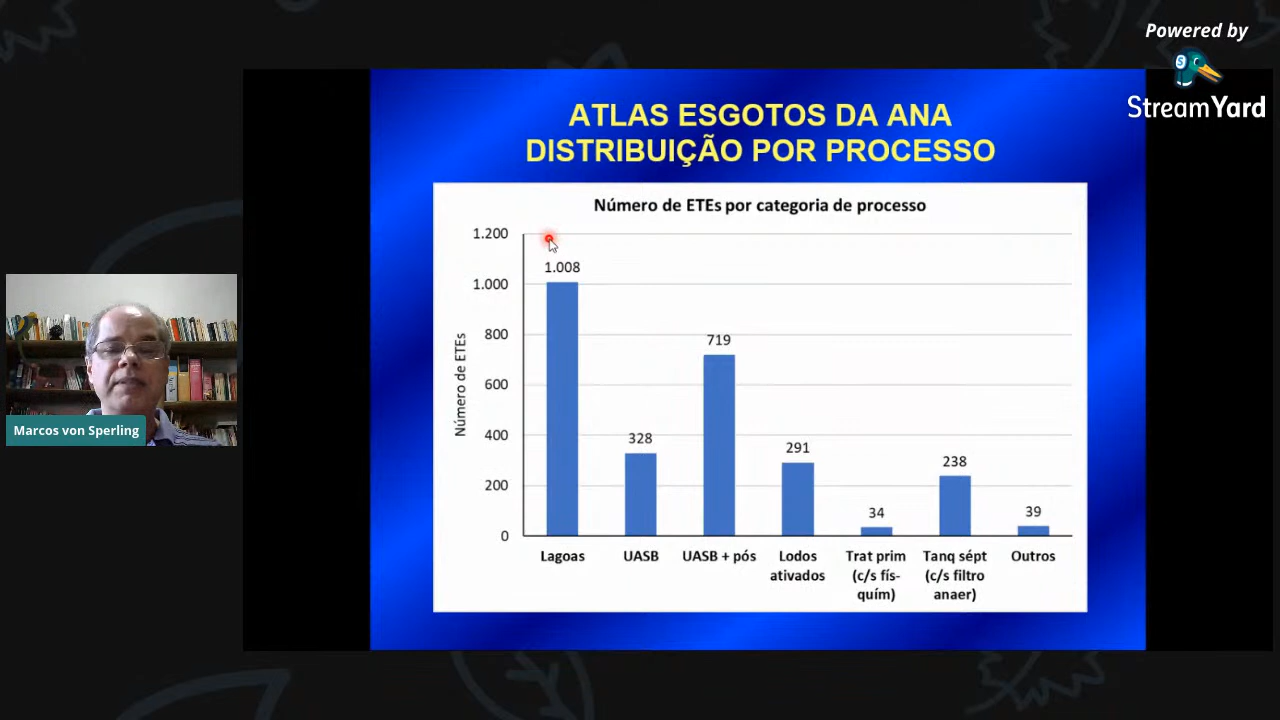 Powered by
StreamYard
ATLAS ESGOTOS DA ANA
DISTRIBUIÇÃO POR PROCESSO
Número de ETEs por categoria de processo
Número de ETEs
1.200
1.000
800
600
400
200
0
1.008
328
719
291
34
238
39
Lagoas
UASB
UASB + pós
Lodos
ativados
Trat prim
(c/s fís-
quím)
Tanq sépt
(c/s filtro
anaer)
Outros
Marcos von Sperling